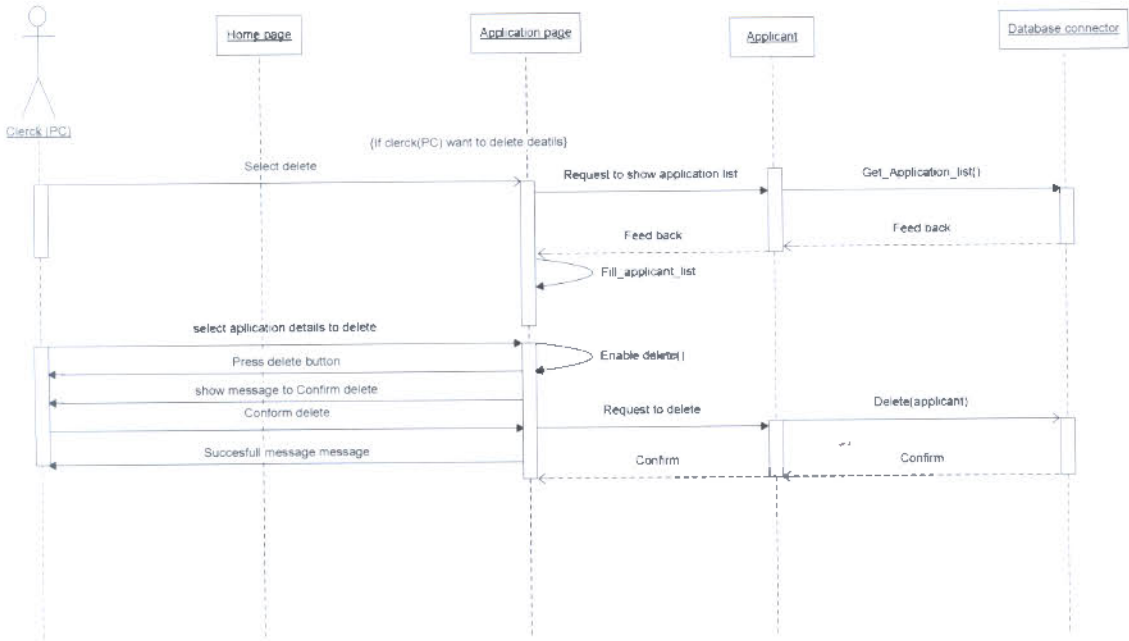 Home page
Application page
Applicant
Database connector
Clerck (PC)
{If clerck(PC) want to delete deatils}
Select delete
Request to show application list
Get_Application_list()
Feed back
Feed back
Fill_applicant_list
select apllication details to delete
Enable delete()
Press delete button
show message to Confirm delete
Conform delete
Request to delete
Delete(applicant)
Succesfull message message
Confirm
Confirm